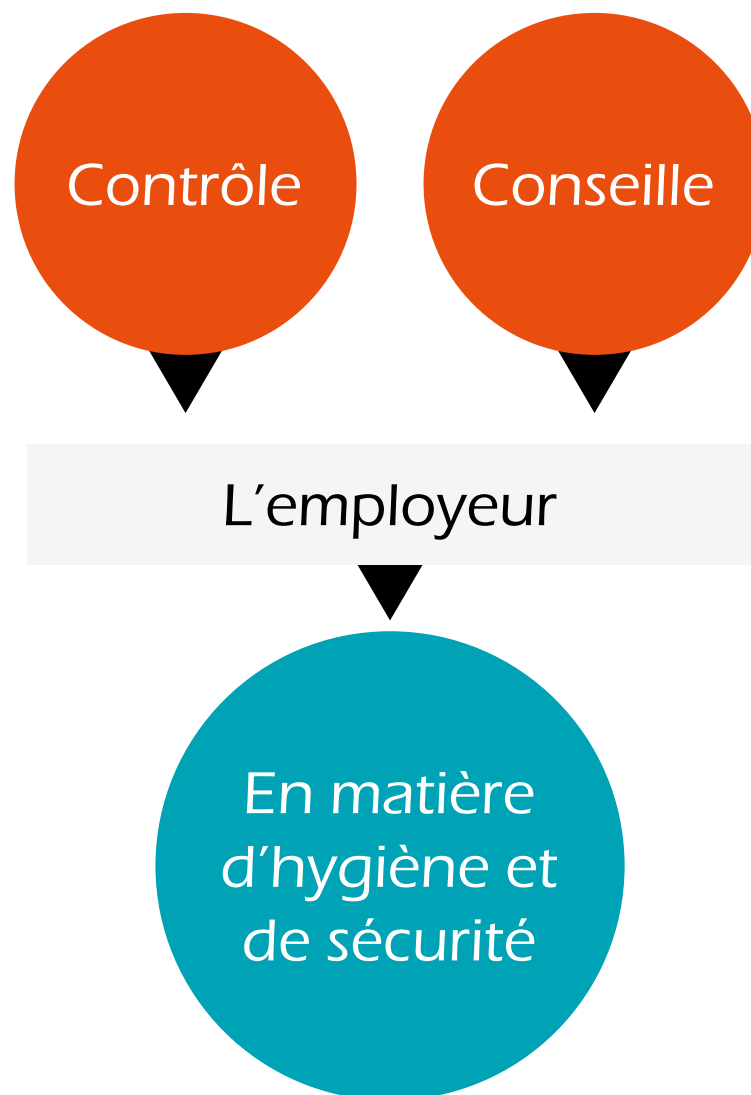 Contrôle
Conseille
L’employeur
En matière
d’hygiène et
de sécurité